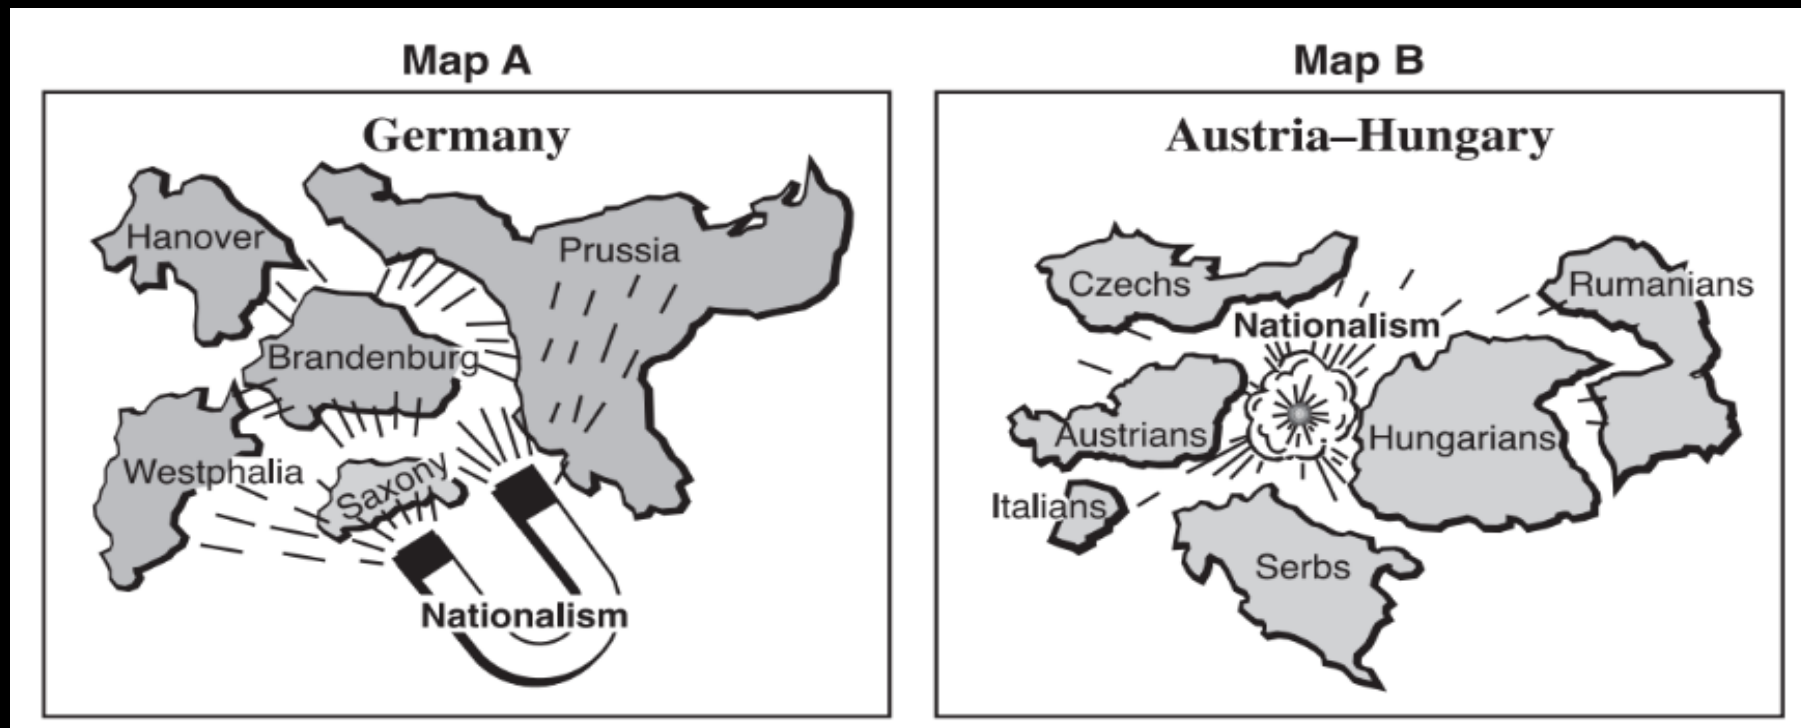 Map A
Germany
Hanover
Prussia
Brandenburg
Westphalia
Saxony
Nationalism
Map B
Austria–Hungary
Czechs
Rumanians
Nationalism
Austrians
Hungarians
Italians
Serbs